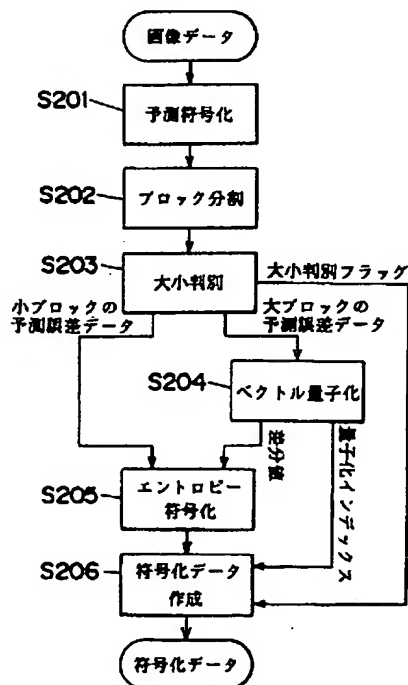 画像データ
S201
予測符号化
S202
ブロック分割
S203
大小判別
大小判別フラッグ
小ブロックの
予測誤差データ
大ブロックの
予測誤差データ
S204
ベクトル量子化
差分値
量子化インデックス
S205
エントロピー
符号化
S206
符号化データ
作成
符号化データ